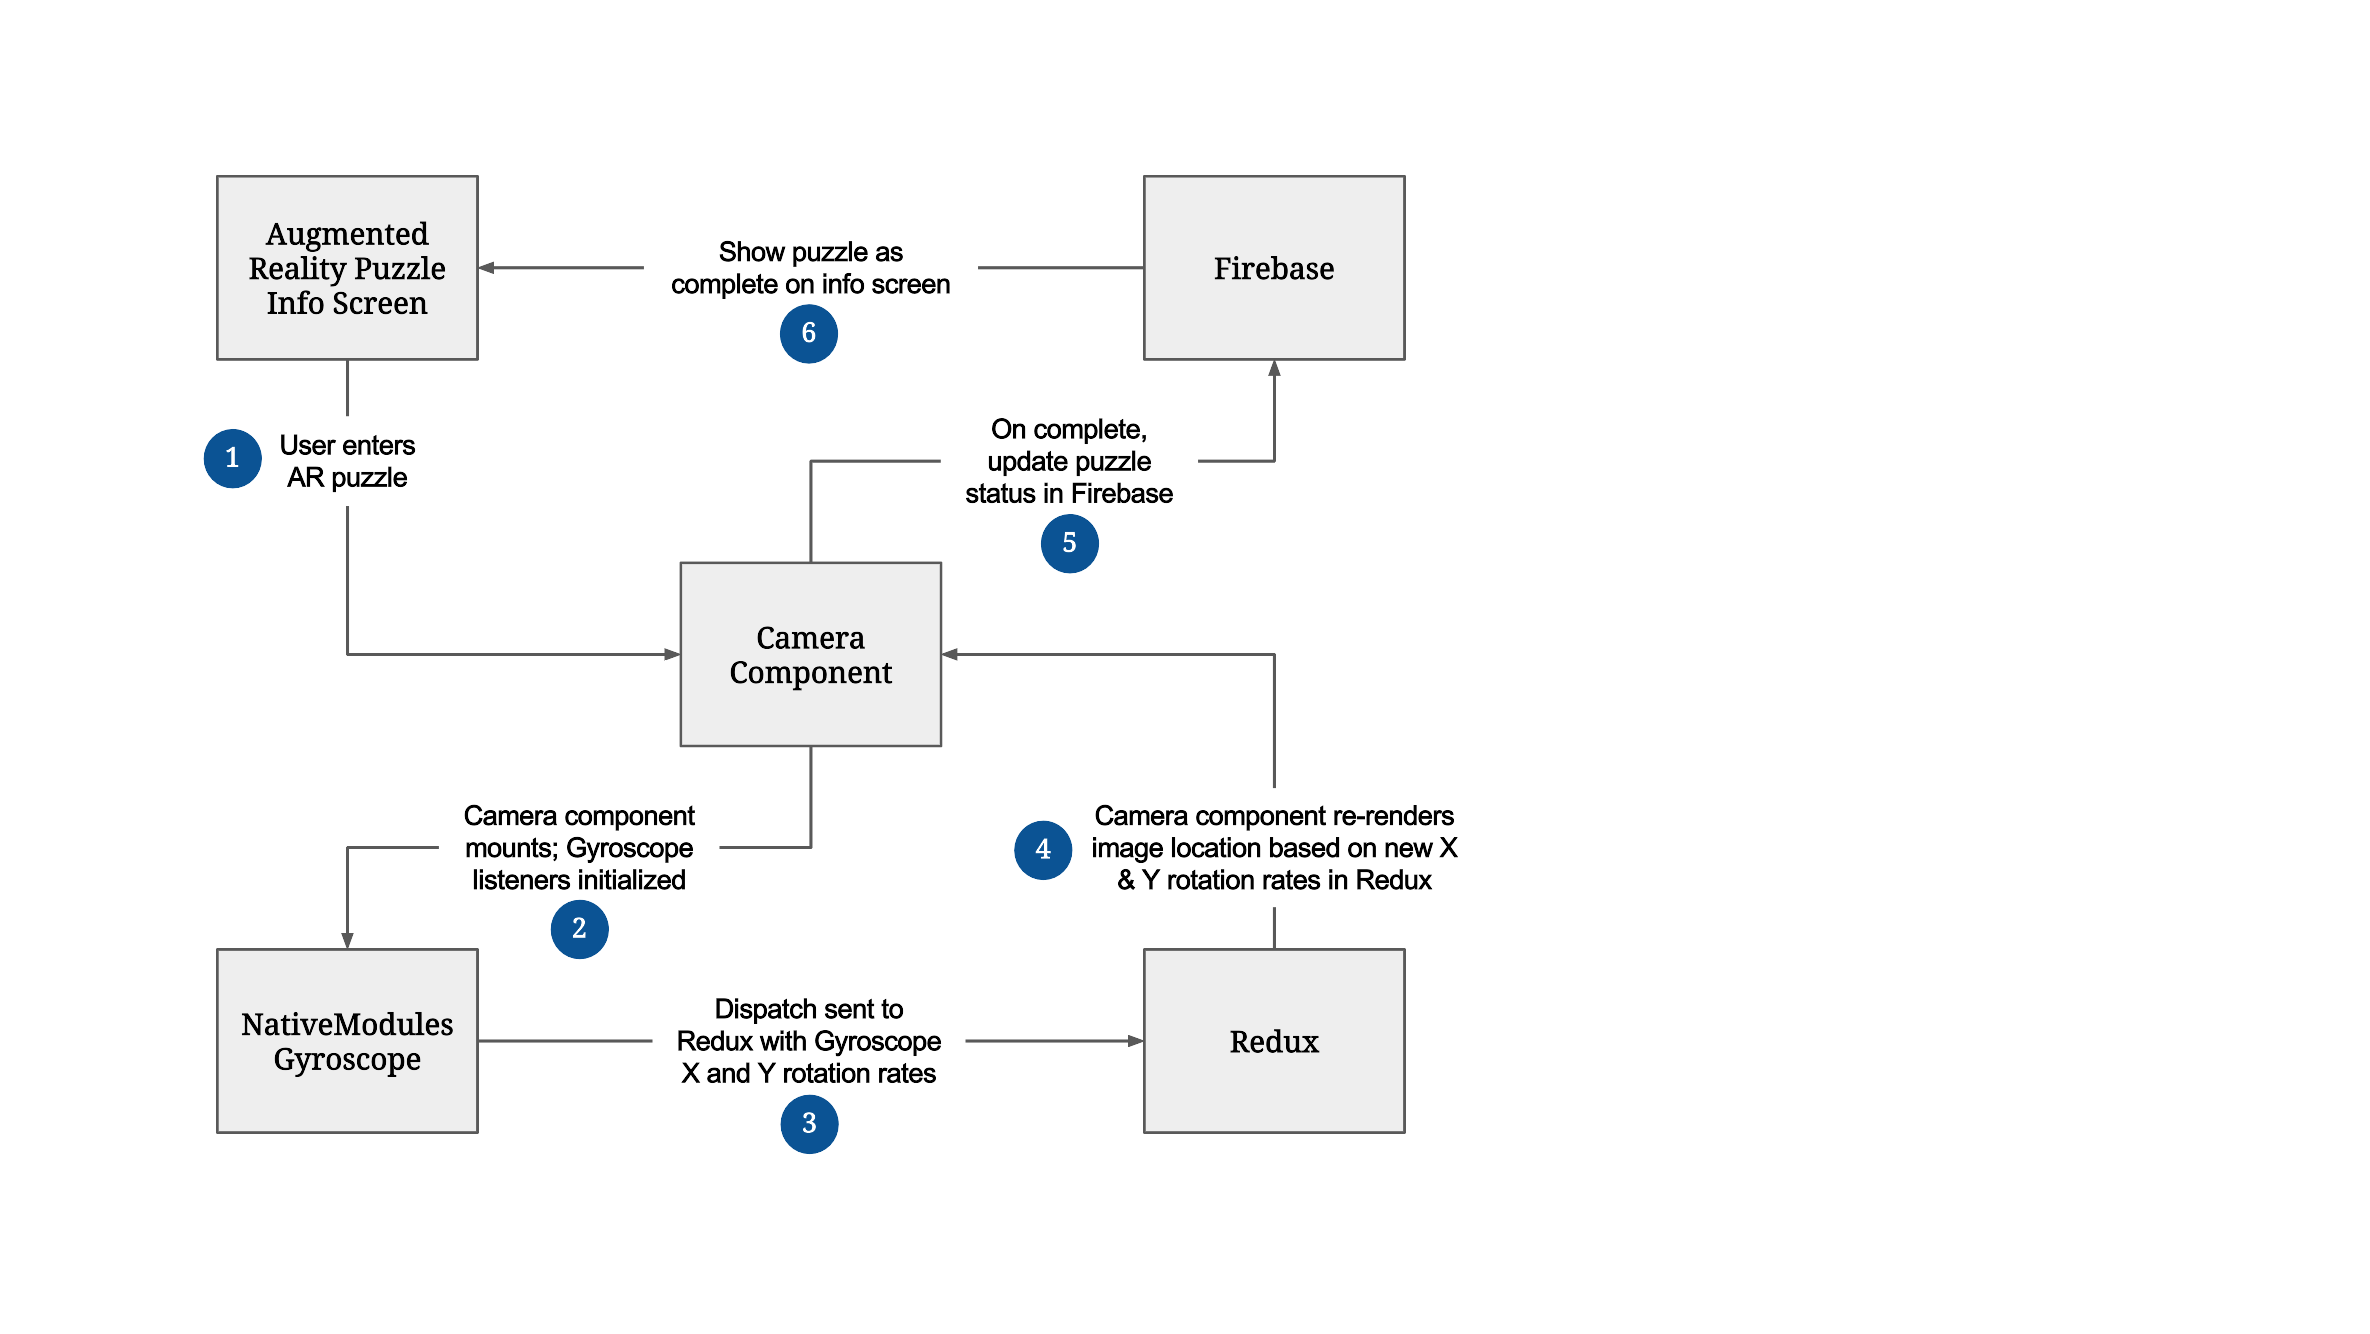 Augmented
Reality Puzzle
Info Screen
Show puzzle as
complete on info screen
6
Firebase
1
User enters
AR puzzle
On complete,
update puzzle
status in Firebase
5
Camera
Component
Camera component
mounts; Gyroscope
listeners initialized
2
4
Camera component re-renders
image location based on new X
& Y rotation rates in Redux
NativeModules
Gyroscope
Dispatch sent to
Redux with Gyroscope
X and Y rotation rates
3
Redux